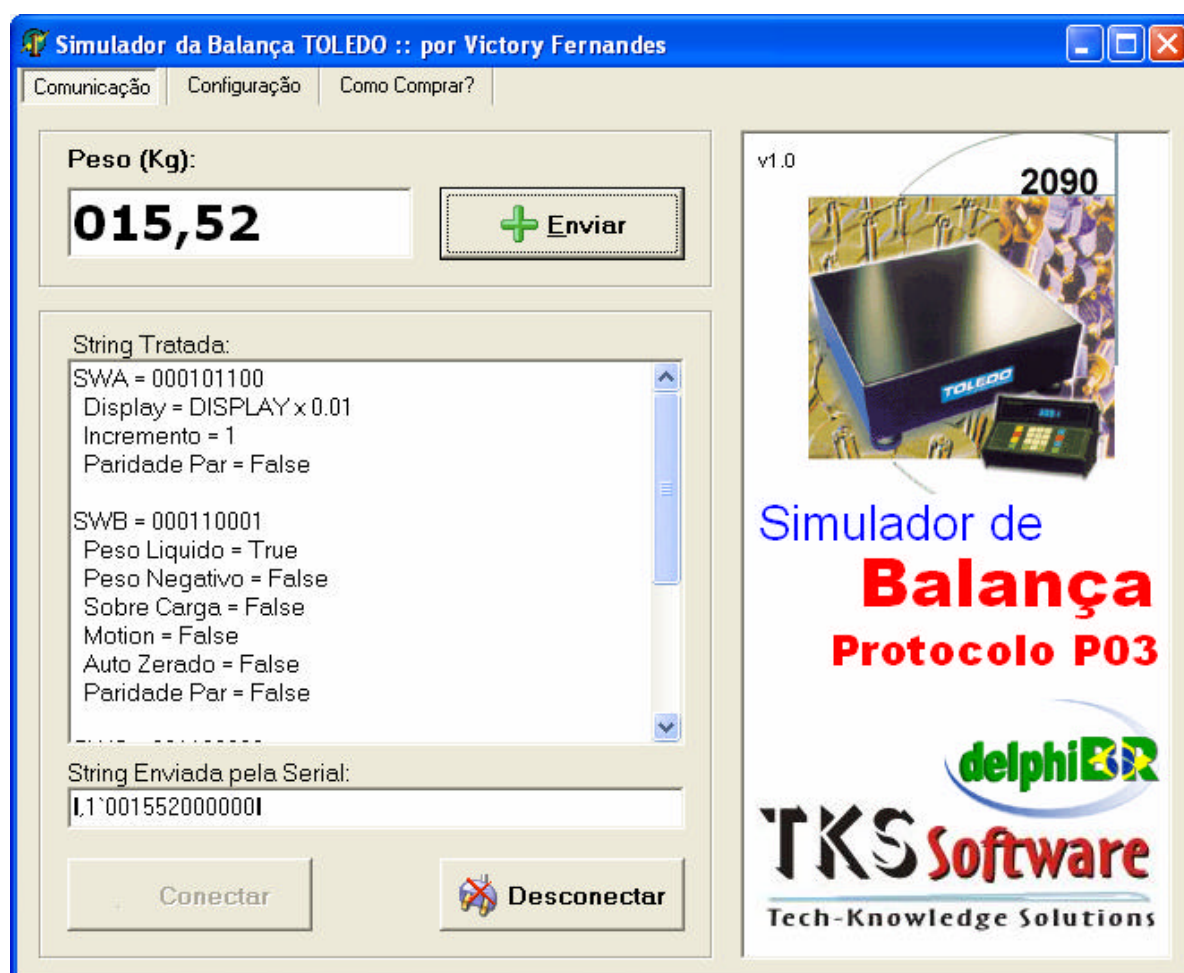 Simulador da Balança TOLEDO :: por Victory Fernandes
Comunicação Configuração Como Comprar?
Peso (Kg):
015,52
Enviar
String Tratada:
SWA = 000101100
Display = DISPLAY x 0.01
Incremento = 1
Paridade Par = False
SWB = 000110001
Peso Liquido = True
Peso Negativo = False
Sobre Carga = False
Motion = False
Auto Zerado = False
Paridade Par = False
String Enviada pela Serial:
,1`001552000000
Conectar
Desconectar
v1.0
2090
TOLEDO
Simulador de
Balança
Protocolo P03
delphiBR
TKS Software
Tech-Knowledge Solutions